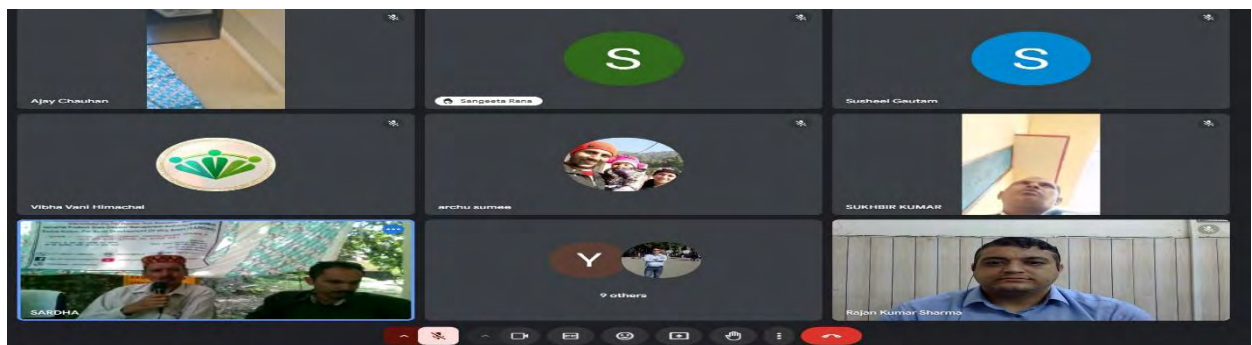 Ajay Chauhan
S
Sangeeta Rana
S
Susheel Gautam
Vibha Vani Himachal
archu sumee
SUKHBIR KUMAR
SARDHA
Y
9 others
Rajan Kumar Sharma